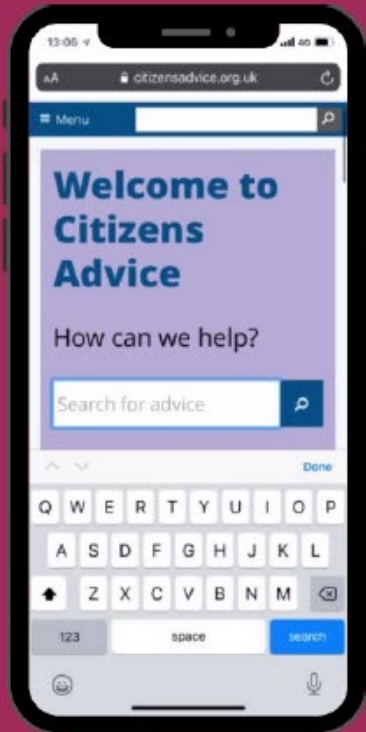 13:06 4G
AA citizensadvice.org.uk
Menu
Welcome to
Citizens
Advice
How can we help?
Search for advice
Done
Q W E R T Y U I O P
A S D F G H J K L
Z X C V B N M
123 space search